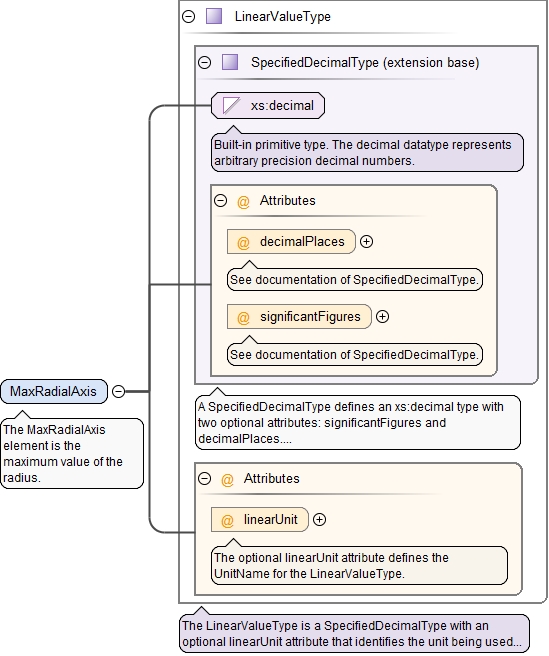 LinearValueType
SpecifiedDecimalType (extension base)
xs:decimal
Built-in primitive type. The decimal datatype represents
arbitrary precision decimal numbers.
@ Attributes
@ decimalPlaces
See documentation of SpecifiedDecimalType.
@ significantFigures
See documentation of SpecifiedDecimalType.
MaxRadialAxis
The MaxRadialAxis
element is the
maximum value of the
radius.
A SpecifiedDecimalType defines an xs:decimal type with
two optional attributes: significantFigures and
decimalPlaces....
@ Attributes
@ linearUnit
The optional linearUnit attribute defines the
UnitName for the LinearValueType.
The LinearValueType is a SpecifiedDecimalType with an
optional linearUnit attribute that identifies the unit being used...